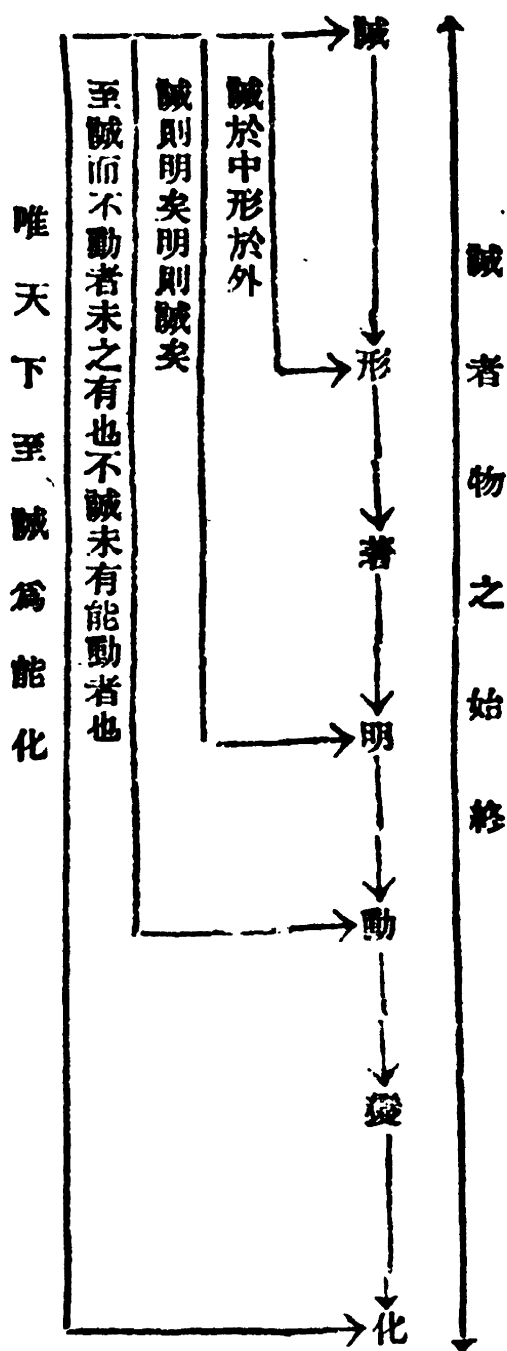 誠者物之始終
誠
形
著
明
動
變
化
誠於中形於外
誠則明矣明則誠矣
至誠而不動者未之有也不誠未有能動者也
唯天下至誠爲能化